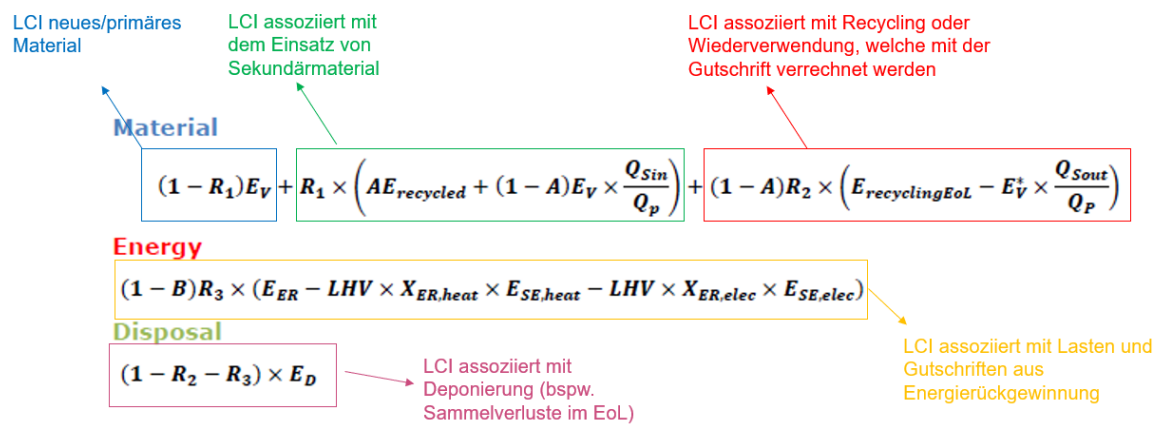 LCI neues/primäres
Material
LCI assoziiert mit
dem Einsatz von
Sekundärmaterial
LCI assoziiert mit Recycling oder
Wiederverwendung, welche mit der
Gutschrift verrechnet werden
Material
(1 − R₁)E_V + R₁ × (AE_recycled + (1 − A)E_V × Q_Sin/Q_p) + (1 − A)R₂ × (E_recyclingEoL − E*_V × Q_Sout/Q_P)
Energy
(1 − B)R₃ × (E_ER − LHV × X_ER,heat × E_SE,heat − LHV × X_ER,elec × E_SE,elec)
Disposal
(1 − R₂ − R₃) × E_D
LCI assoziiert mit
Deponierung (bspw.
Sammelverluste im EoL)
LCI assoziiert mit Lasten und
Gutschriften aus
Energierückgewinnung